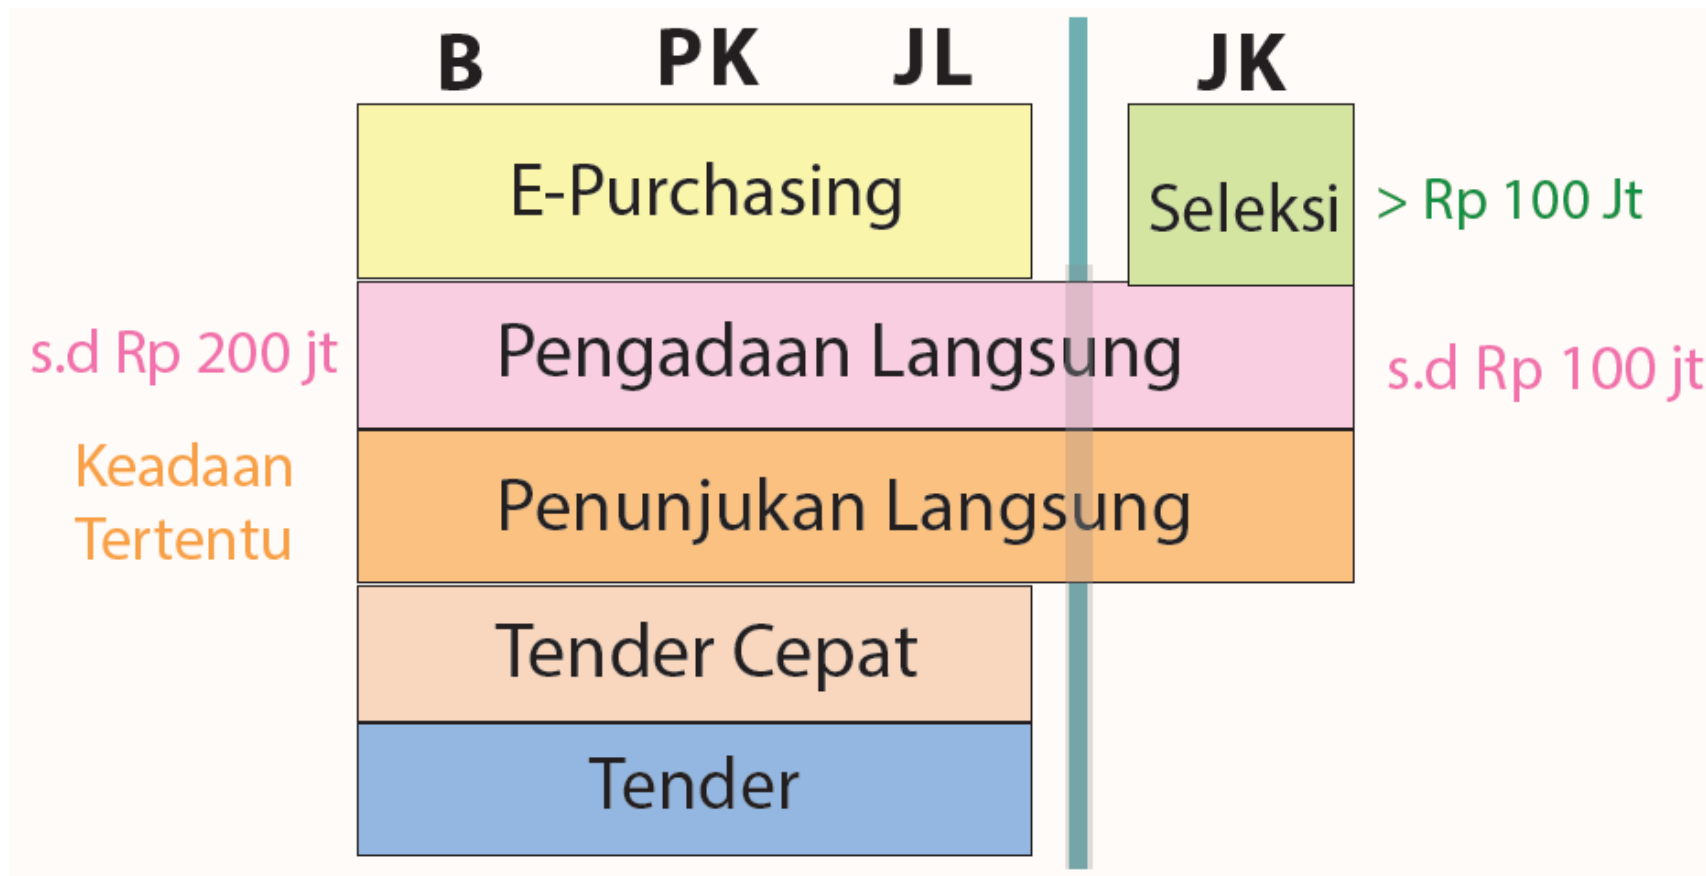 B PK JL JK
E-Purchasing
Seleksi
> Rp 100 Jt
s.d Rp 200 jt
Pengadaan Langsung
s.d Rp 100 jt
Keadaan
Tertentu
Penunjukan Langsung
Tender Cepat
Tender